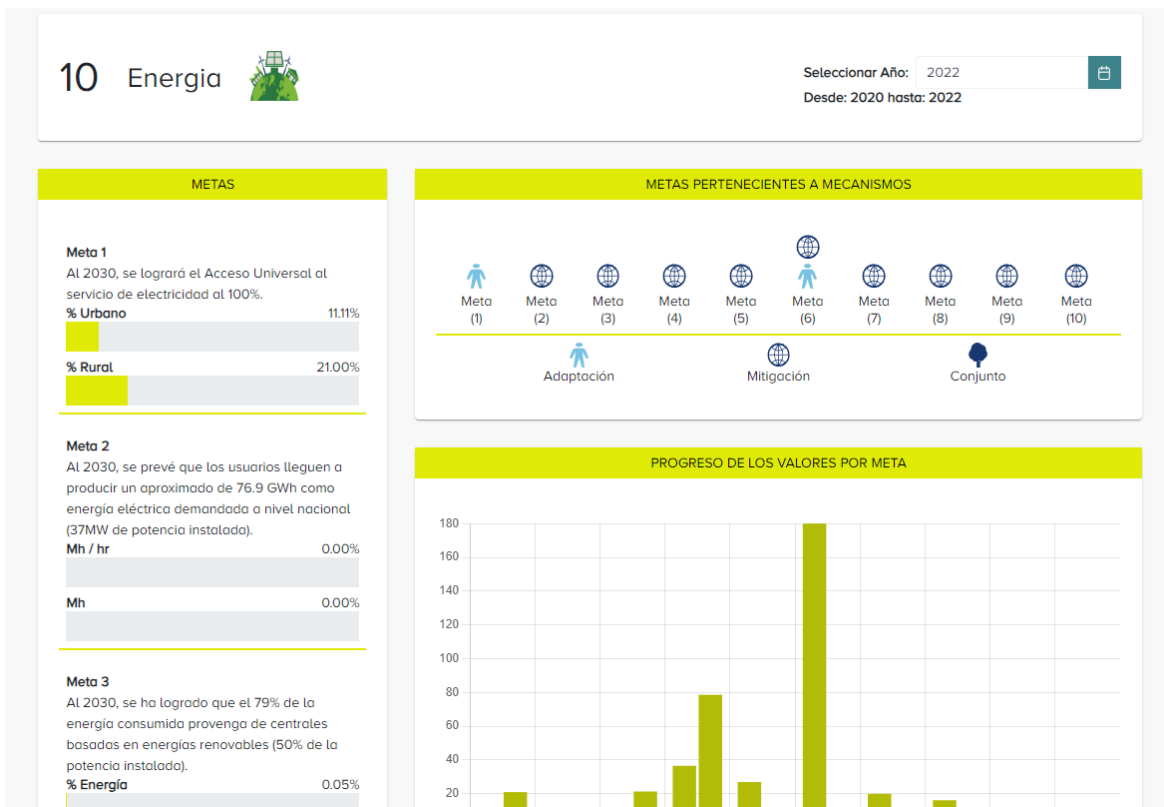 10 Energia
Seleccionar Año: 2022
Desde: 2020 hasta: 2022
METAS
Meta 1
Al 2030, se logrará el Acceso Universal al
servicio de electricidad al 100%.
% Urbano 11.11%
% Rural 21.00%
Meta 2
Al 2030, se prevé que los usuarios lleguen a
producir un aproximado de 76.9 GWh como
energía eléctrica demandada a nivel nacional
(37MW de potencia instalada).
Mh / hr 0.00%
Mh 0.00%
Meta 3
Al 2030, se ha logrado que el 79% de la
energía consumida provenga de centrales
basadas en energías renovables (50% de la
potencia instalada).
% Energía 0.05%
METAS PERTENECIENTES A MECANISMOS
Meta Meta Meta Meta Meta Meta Meta Meta Meta Meta
(1) (2) (3) (4) (5) (6) (7) (8) (9) (10)
Adaptación Mitigación Conjunto
PROGRESO DE LOS VALORES POR META
180
160
140
120
100
80
60
40
20